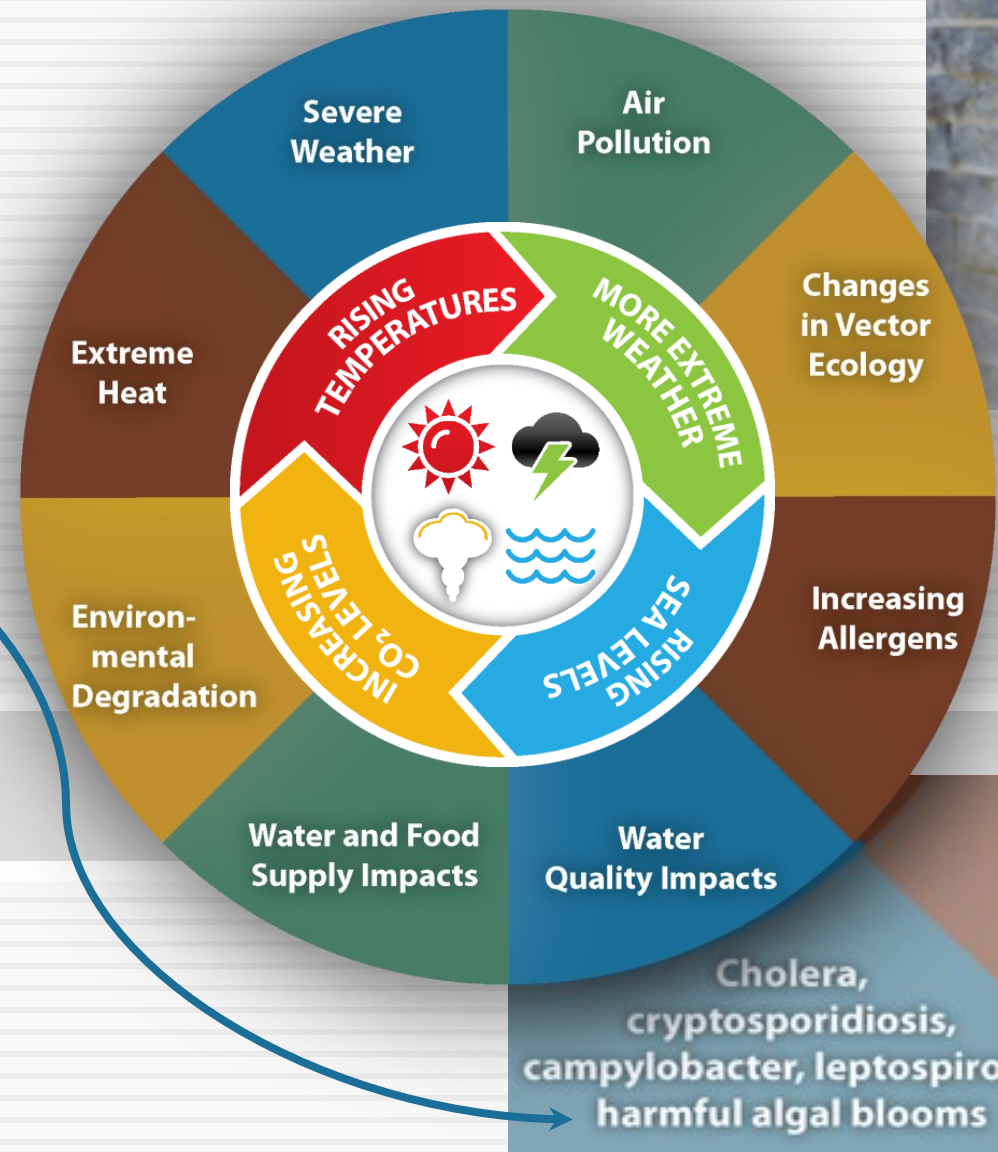 Severe
Weather
Air
Pollution
Changes
in Vector
Ecology
Increasing
Allergens
Water
Quality Impacts
Water and Food
Supply Impacts
Environ-
mental
Degradation
Extreme
Heat
RISING
TEMPERATURES
MORE EXTREME
WEATHER
RISING
SEA LEVELS
INCREASING
CO₂ LEVELS
Cholera,
cryptosporidiosis,
campylobacter,
harmful algal blooms